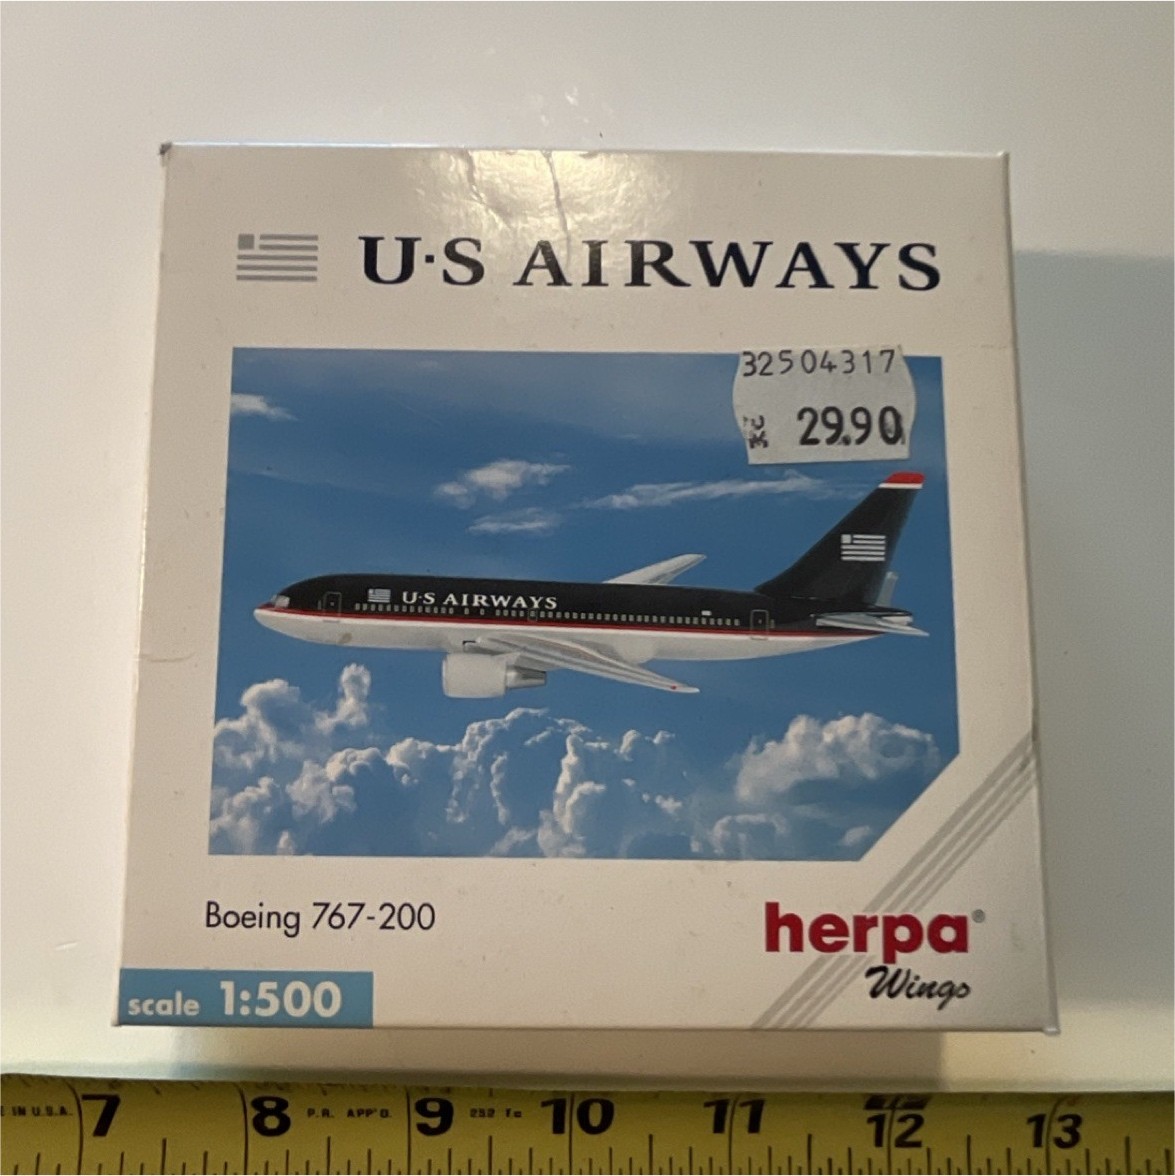 U·S AIRWAYS
32504317
29.90
U·S AIRWAYS
Boeing 767-200
herpa®
Wings
scale 1:500
7 8 P.R. APP'D. 9 10 11 12 13